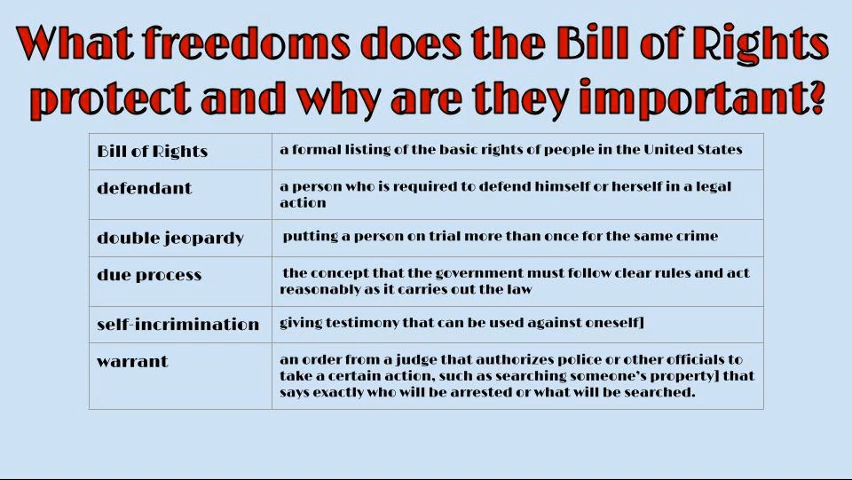 What freedoms does the Bill of Rights
protect and why are they important?
Bill of Rights
a formal listing of the basic rights of people in the United States
defendant
a person who is required to defend himself or herself in a legal
action
double jeopardy
putting a person on trial more than once for the same crime
due process
the concept that the government must follow clear rules and act
reasonably as it carries out the law
self-incrimination
giving testimony that can be used against oneself]
warrant
an order from a judge that authorizes police or other officials to
take a certain action, such as searching someone's property] that
says exactly who will be arrested or what will be searched.